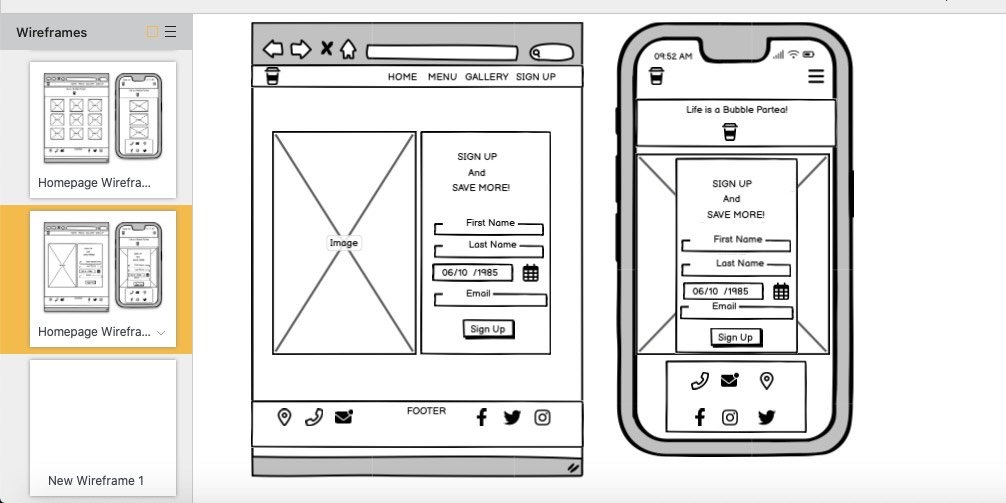 Wireframes
Homepage Wirefra...
Homepage Wirefra...
New Wireframe 1
HOME MENU GALLERY SIGN UP
Image
SIGN UP
And
SAVE MORE!
First Name
Last Name
06/10 /1985
Email
Sign Up
FOOTER
09:52 AM
Life is a Bubble Partea!
SIGN UP
And
SAVE MORE!
First Name
Last Name
06/10 /1985
Email
Sign Up